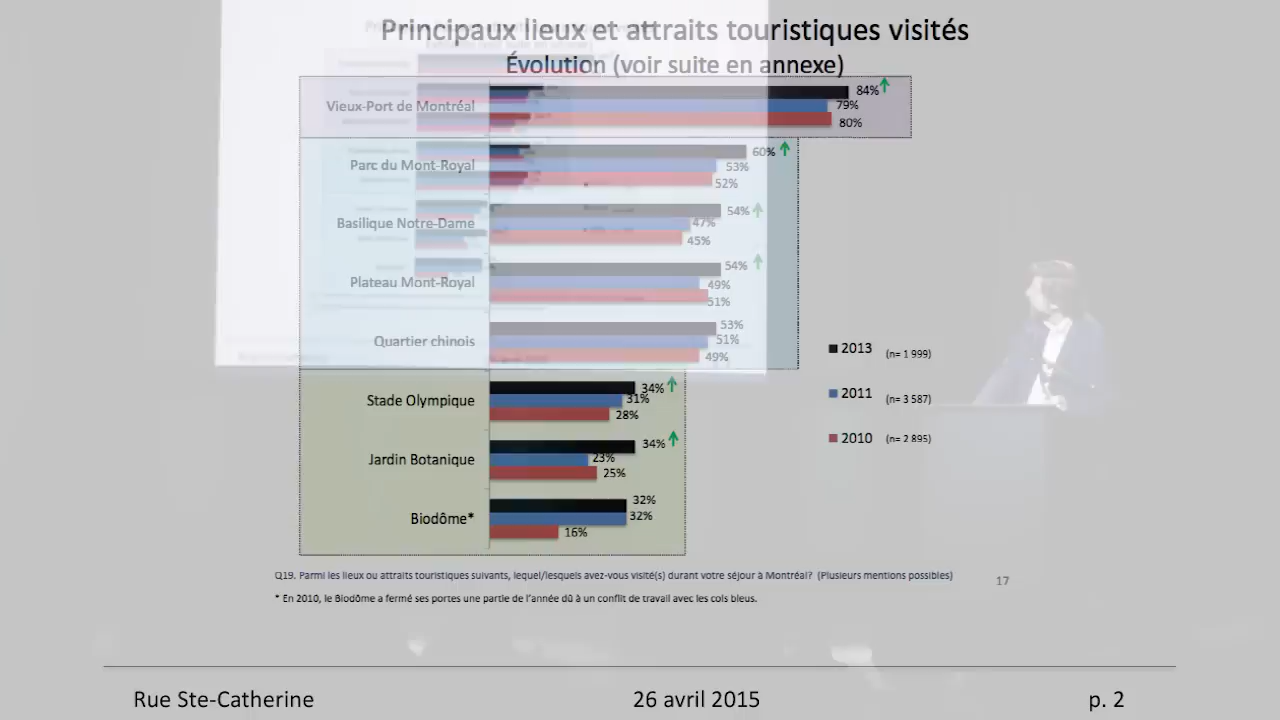 Principaux lieux et attraits touristiques visités
Évolution (voir suite en annexe)
Vieux-Port de Montréal
84%
79%
80%
Parc du Mont-Royal
60%
53%
52%
Basilique Notre-Dame
54%
47%
45%
Plateau Mont-Royal
54%
49%
51%
Quartier chinois
53%
51%
49%
2013 (n= 1 999)
2011 (n= 3 587)
2010 (n= 2 895)
Stade Olympique
34%
31%
28%
Jardin Botanique
34%
23%
25%
Biodôme*
32%
32%
16%
Q19. Parmi les lieux ou attraits touristiques suivants, lequel/lesquels avez-vous visité(s) durant votre séjour à Montréal? (Plusieurs mentions possibles)
17
* En 2010, le Biodôme a fermé ses portes une partie de l'année dû à un conflit de travail avec les cols bleus.
Rue Ste-Catherine 26 avril 2015 p. 2